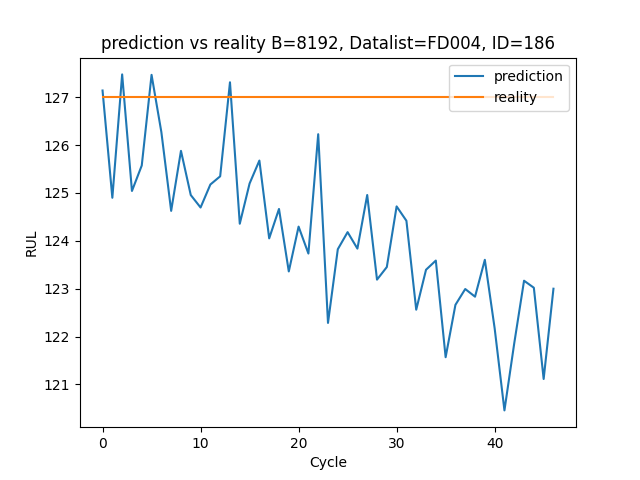 prediction vs reality B=8192, Datalist=FD004, ID=186
prediction
reality
127
126
125
124
123
122
121
RUL
0
10
20
30
40
Cycle